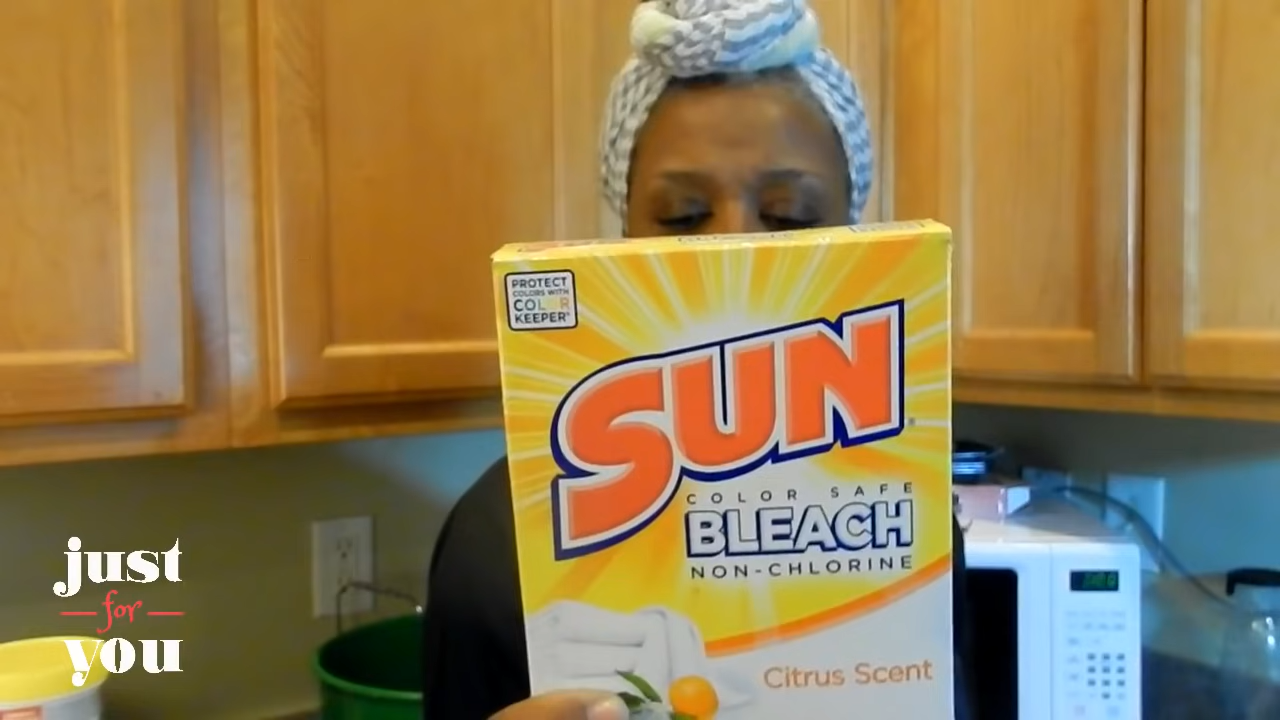 PROTECT
COLORS WITH
COLOR
KEEPER
SUN
COLOR SAFE
BLEACH
NON-CHLORINE
Citrus Scent
just
for
you